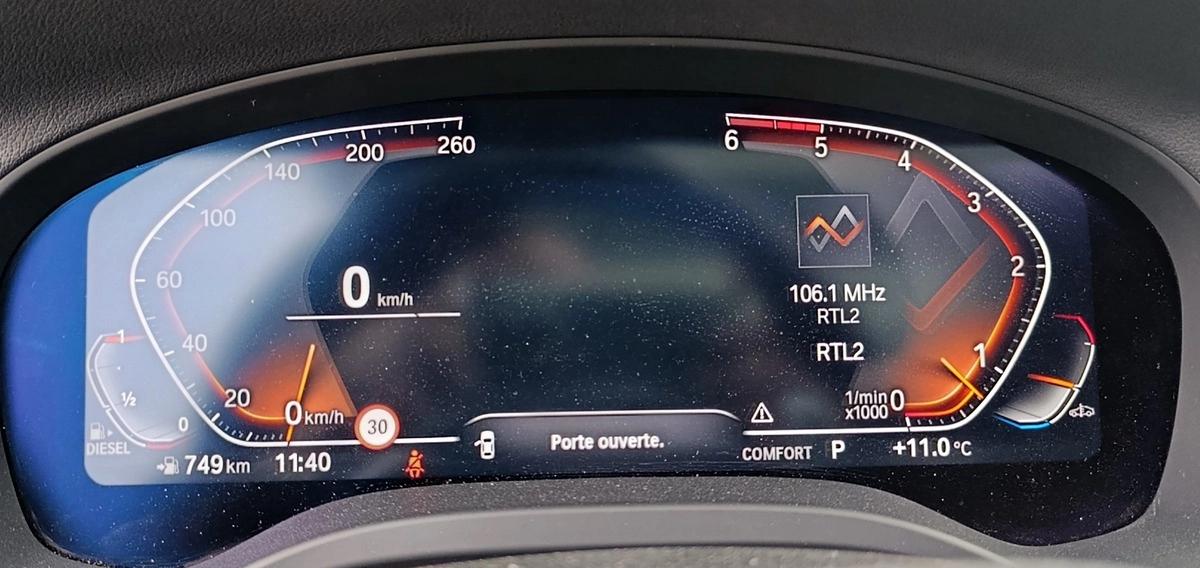 260
200
140
100
60
40
20
0 km/h
0 km/h
30
1
½
0
DIESEL
749 km
11:40
Porte ouverte.
6
5
4
3
2
1
0
106.1 MHz
RTL2
RTL2
1/min
x1000
COMFORT
P
+11.0 °C